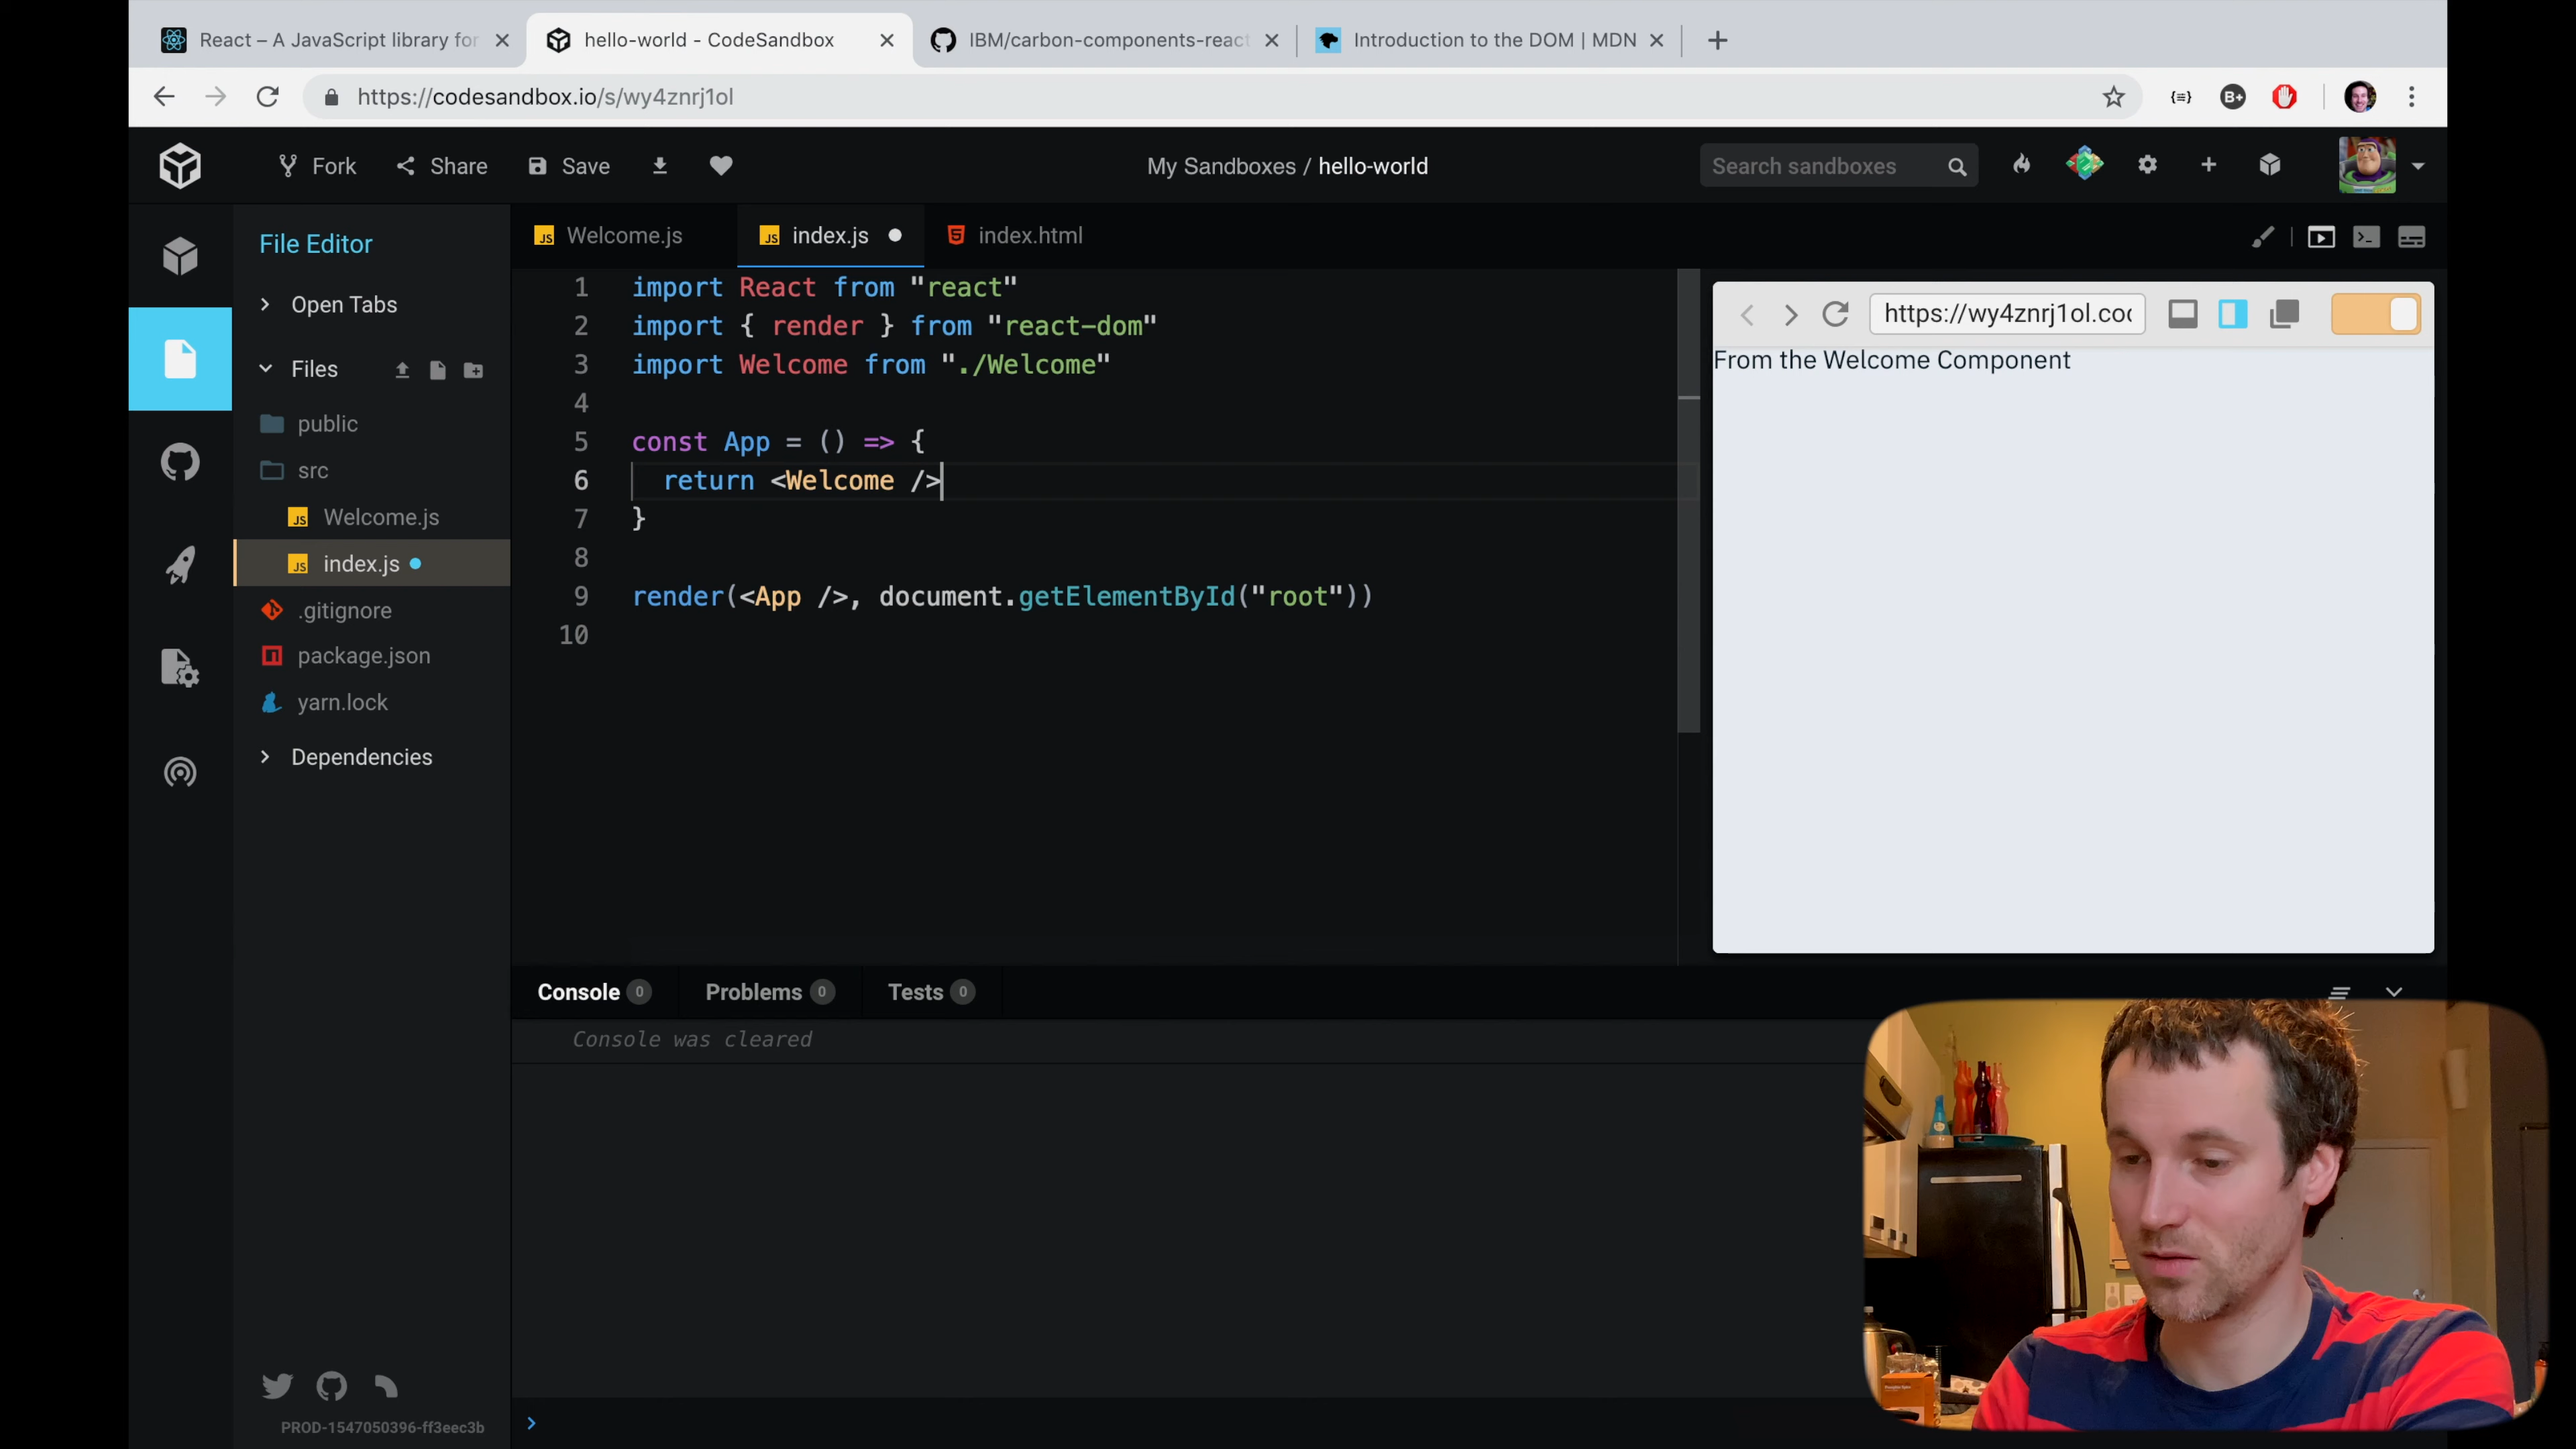 React – A JavaScript library for
hello-world - CodeSandbox
IBM/carbon-components-react
Introduction to the DOM | MDN
https://codesandbox.io/s/wy4znrj1ol
B+
Fork
Share
Save
My Sandboxes / hello-world
Search sandboxes
File Editor
Open Tabs
Files
public
src
JS Welcome.js
JS index.js
.gitignore
package.json
yarn.lock
Dependencies
PROD-1547050396-ff3eec3b
JS Welcome.js
JS index.js
index.html
1 import React from "react"
2 import { render } from "react-dom"
3 import Welcome from "./Welcome"
4
5 const App = () => {
6 return <Welcome />
7 }
8
9 render(<App />, document.getElementById("root"))
10
https://wy4znrj1ol.coc
From the Welcome Component
Console 0
Problems 0
Tests 0
Console was cleared